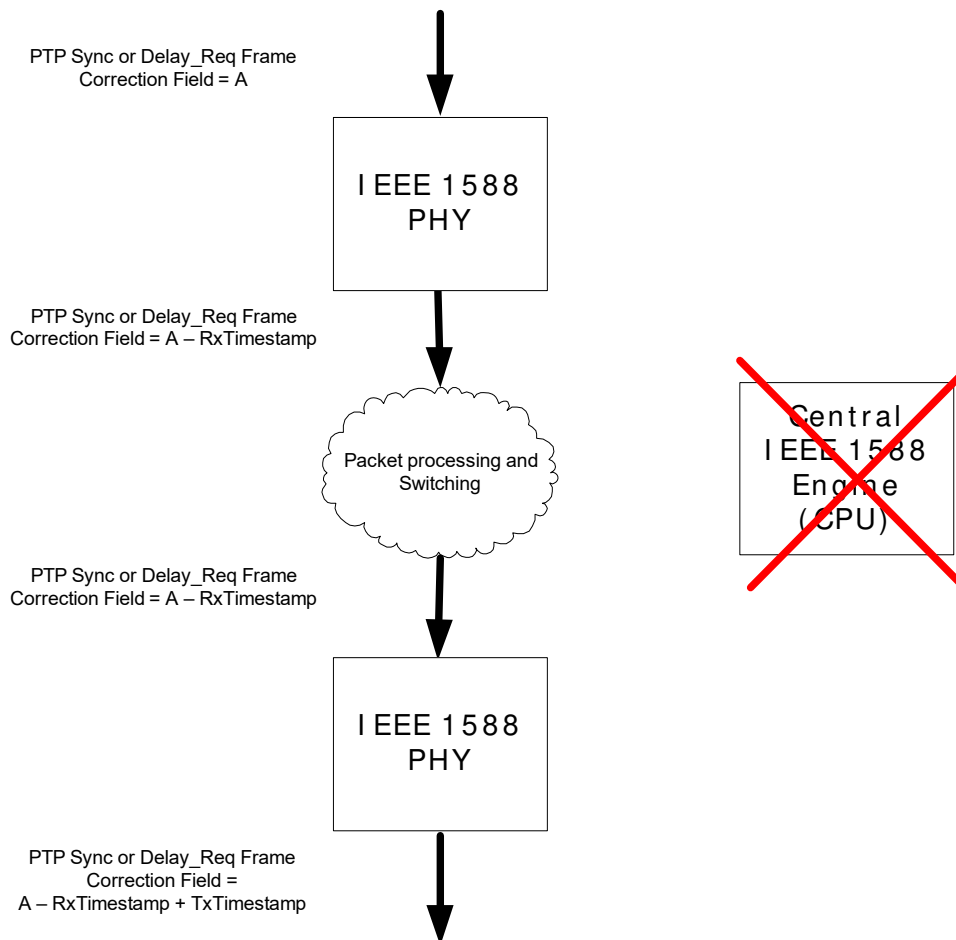 PTP Sync or Delay_Req Frame
Correction Field = A
IEEE 1588
PHY
PTP Sync or Delay_Req Frame
Correction Field = A – RxTimestamp
Packet processing and
Switching
Central
IEEE 1588
Engine
(CPU)
PTP Sync or Delay_Req Frame
Correction Field = A – RxTimestamp
IEEE 1588
PHY
PTP Sync or Delay_Req Frame
Correction Field =
A – RxTimestamp + TxTimestamp